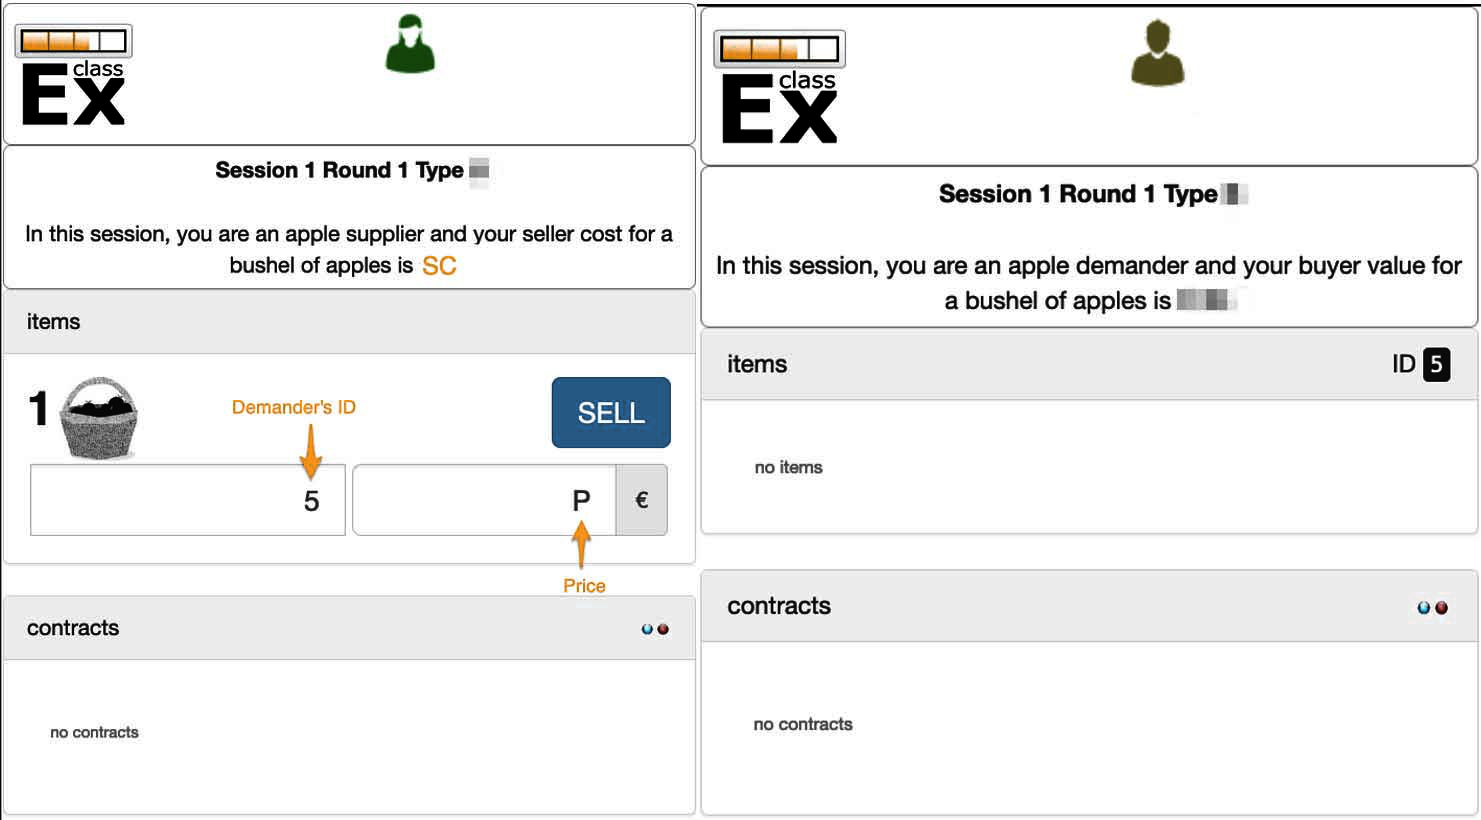 class
Ex
Session 1 Round 1 Type
In this session, you are an apple supplier and your seller cost for a
bushel of apples is SC
items
1
SELL
Demander's ID
5
P
€
Price
contracts
no contracts
class
Ex
Session 1 Round 1 Type
In this session, you are an apple demander and your buyer value for
a bushel of apples is
items
ID 5
no items
contracts
no contracts